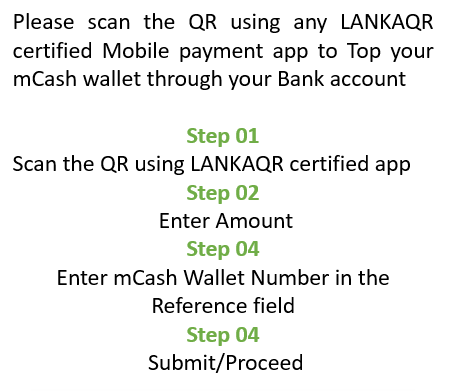 Please scan the QR using any LANKAQR
certified Mobile payment app to Top your
mCash wallet through your Bank account
Step 01
Scan the QR using LANKAQR certified app
Step 02
Enter Amount
Step 04
Enter mCash Wallet Number in the
Reference field
Step 04
Submit/Proceed